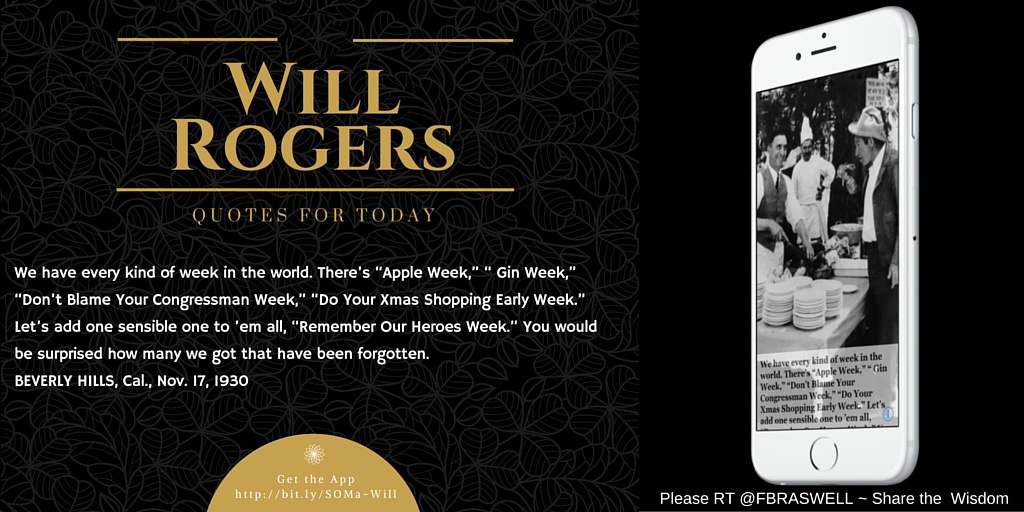 WILL
ROGERS
QUOTES FOR TODAY
We have every kind of week in the world. There's "Apple Week," " Gin Week,"
"Don't Blame Your Congressman Week," "Do Your Xmas Shopping Early Week."
Let's add one sensible one to 'em all, "Remember Our Heroes Week." You would
be surprised how many we got that have been forgotten.
BEVERLY HILLS, Cal., Nov. 17, 1930
Get the App
http://bit.ly/SOMa-Will
We have every kind of week in the
world. There's "Apple Week," " Gin
Week," "Don't Blame Your
Congressman Week," "Do Your
Xmas Shopping Early Week." Let's
add one sensible one to 'em all,
Please RT @FBRASWELL ~ Share the Wisdom